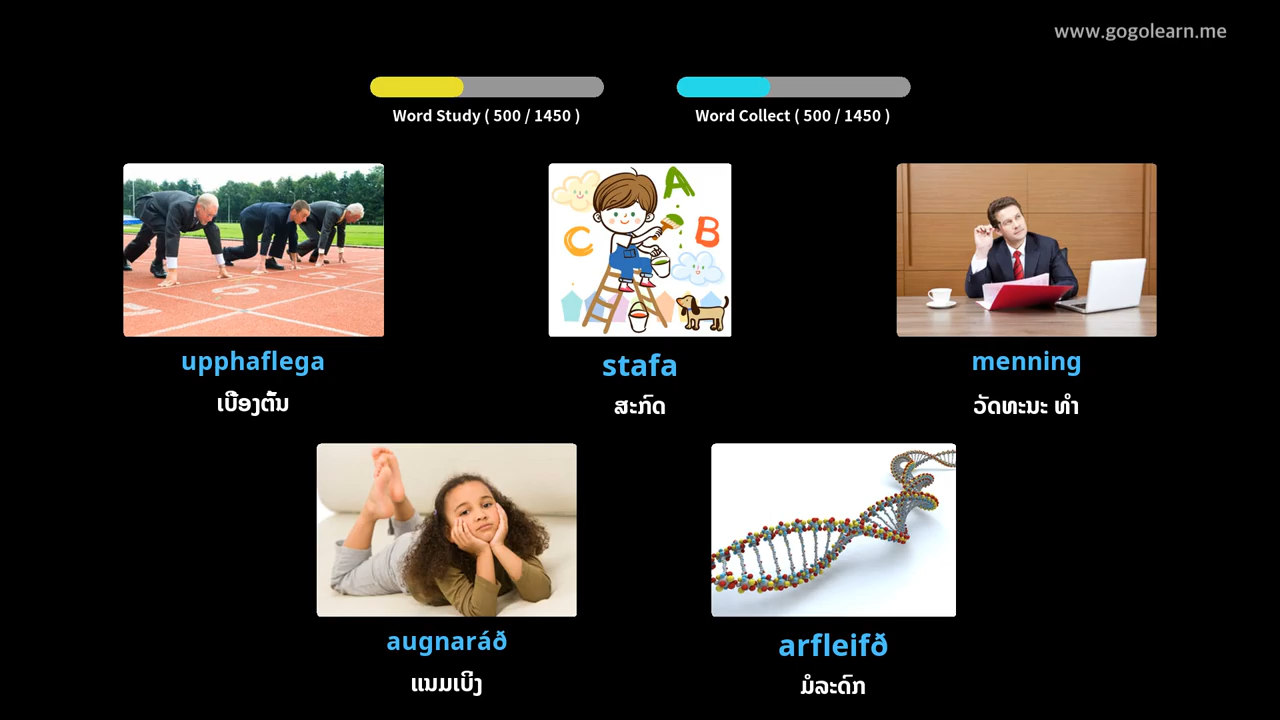 www.gogolearn.me
Word Study ( 500 / 1450 )
Word Collect ( 500 / 1450 )
upphaflega
ເບື້ອງຕົ້ນ
stafa
ສະກົດ
menning
ວັດທະນະ ທຳ
augnaráð
ແນມເບິ່ງ
arfleifð
ມໍລະດົກ